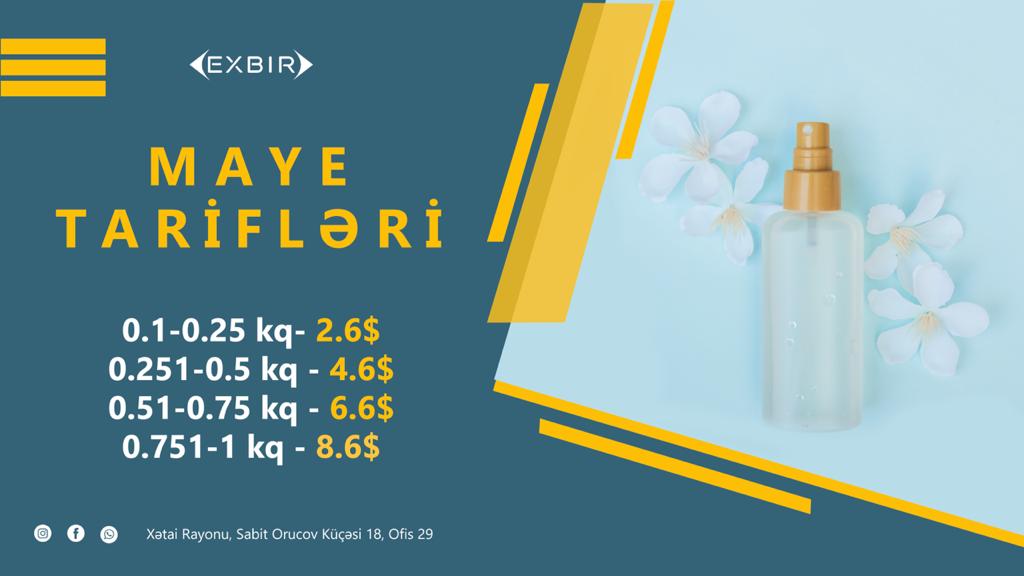 EXBIR
MAYE
TARİFLƏRİ
0.1-0.25 kq- 2.6$
0.251-0.5 kq - 4.6$
0.51-0.75 kq - 6.6$
0.751-1 kq - 8.6$
Xətai Rayonu, Sabit Orucov Küçəsi 18, Ofis 29